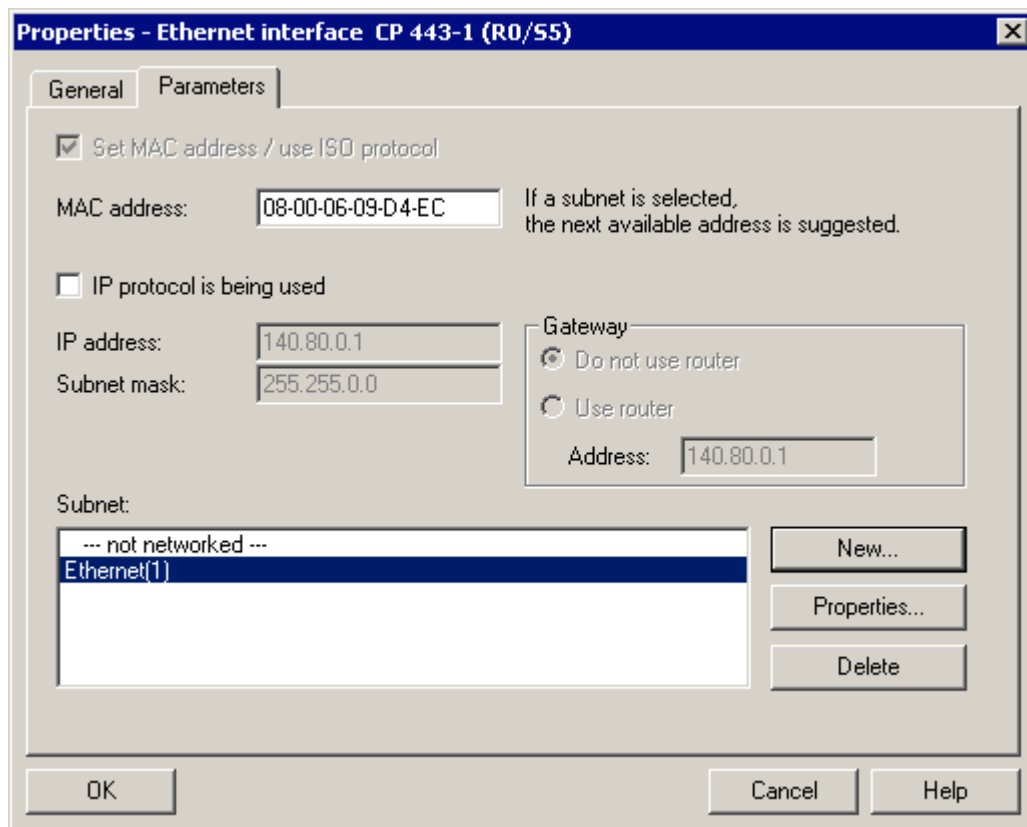 Properties - Ethernet interface CP 443-1 (R0/S5)
General
Parameters
Set MAC address / use ISO protocol
MAC address:
08-00-06-09-D4-EC
If a subnet is selected,
the next available address is suggested.
IP protocol is being used
IP address:
140.80.0.1
Subnet mask:
255.255.0.0
Gateway
Do not use router
Use router
Address:
140.80.0.1
Subnet:
--- not networked ---
Ethernet(1)
New...
Properties...
Delete
OK
Cancel
Help